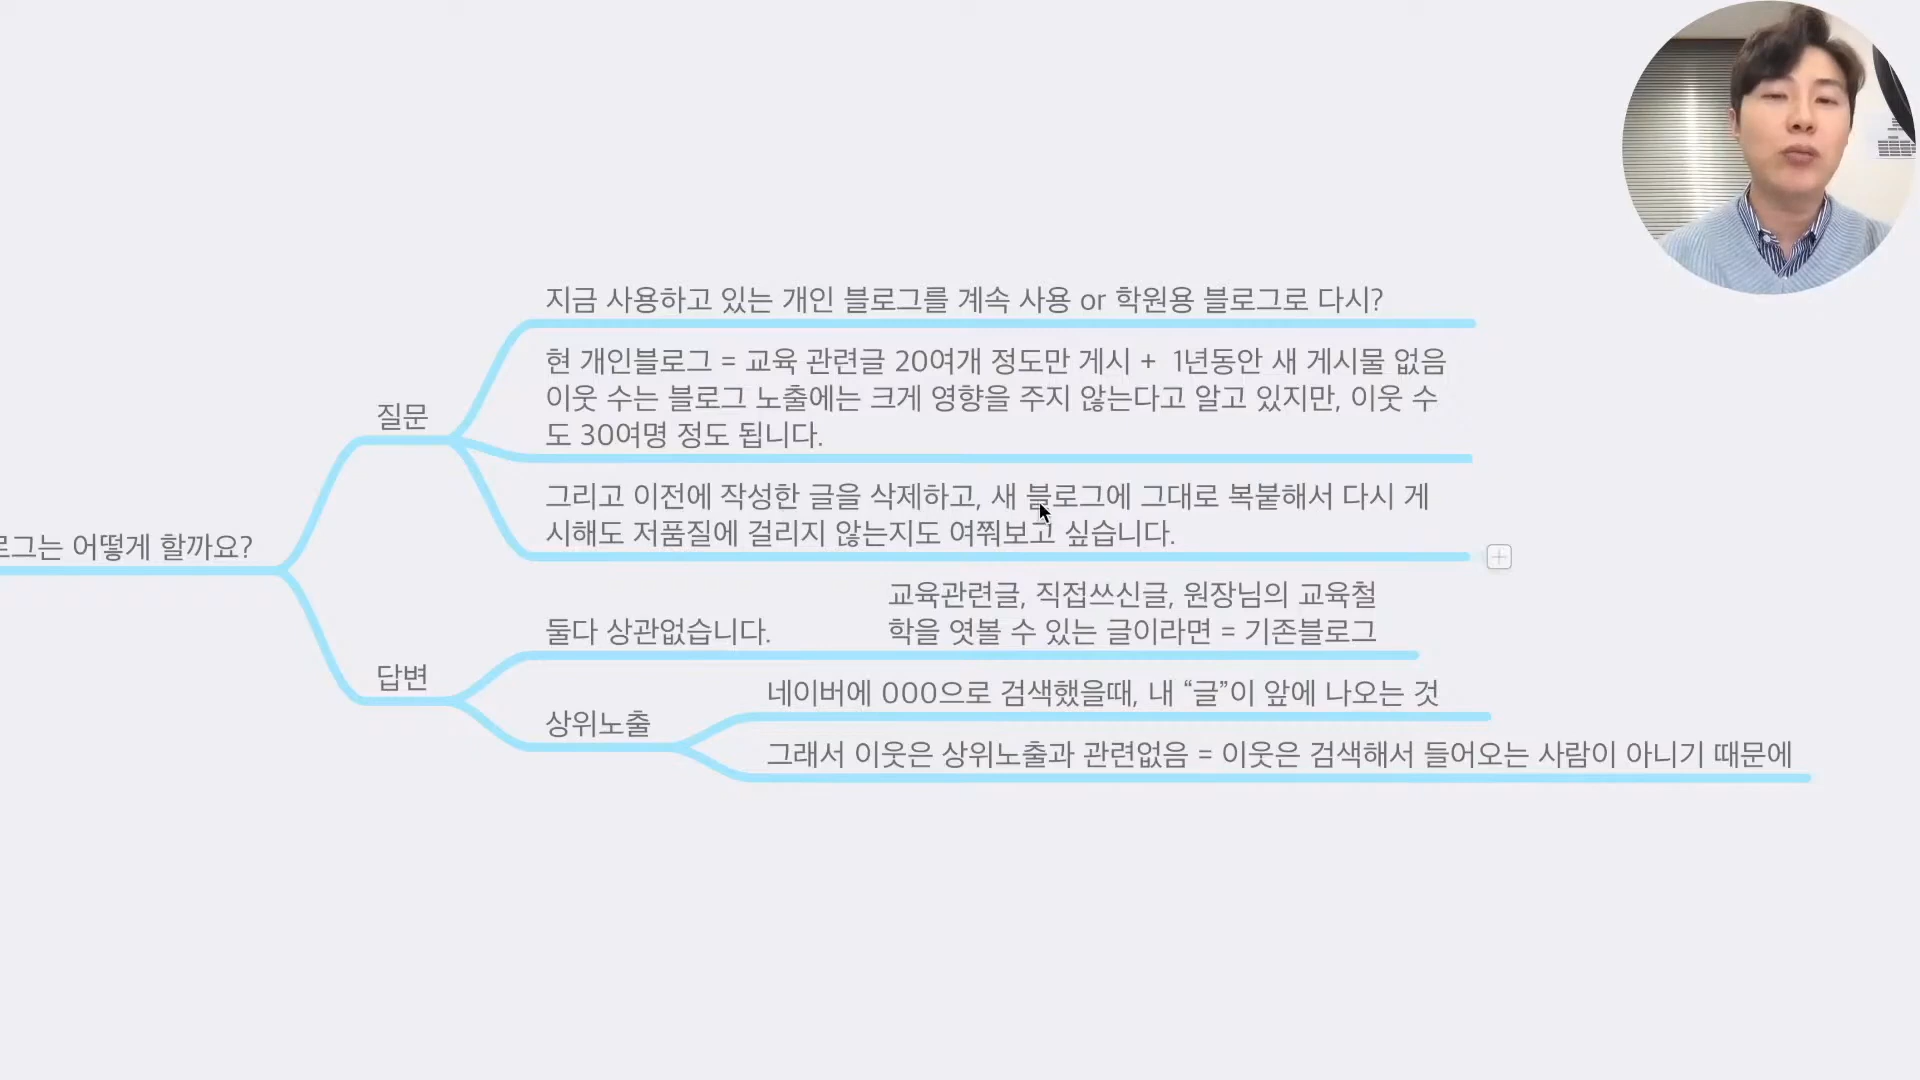 지금 사용하고 있는 개인 블로그를 계속 사용 or 학원용 블로그로 다시?
현 개인블로그 = 교육 관련글 20여개 정도만 게시 + 1년동안 새 게시물 없음
이웃 수는 블로그 노출에는 크게 영향을 주지 않는다고 알고 있지만, 이웃 수
도 30여명 정도 됩니다.
질문
그리고 이전에 작성한 글을 삭제하고, 새 블로그에 그대로 복붙해서 다시 게
시해도 저품질에 걸리지 않는지도 여쭤보고 싶습니다.
로그는 어떻게 할까요?
교육관련글, 직접쓰신글, 원장님의 교육철
둘다 상관없습니다.
학을 엿볼 수 있는 글이라면 = 기존블로그
답변
네이버에 OOO으로 검색했을때, 내 “글”이 앞에 나오는 것
상위노출
그래서 이웃은 상위노출과 관련없음 = 이웃은 검색해서 들어오는 사람이 아니기 때문에